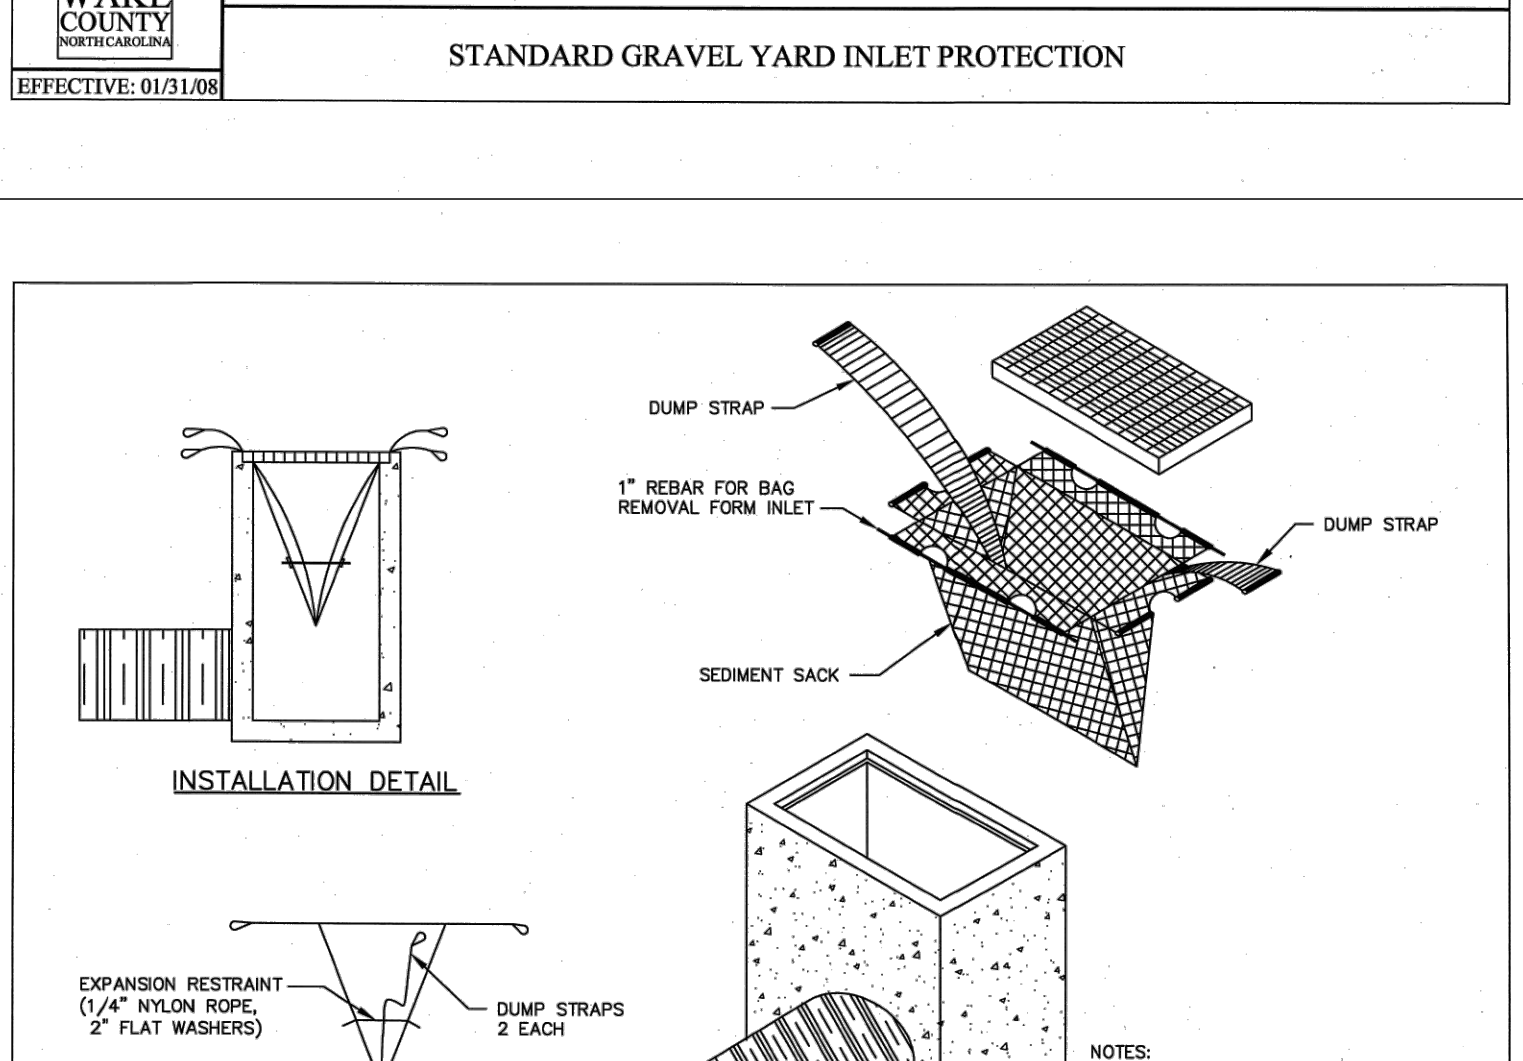 WAKE
COUNTY
NORTH CAROLINA
EFFECTIVE: 01/31/08
STANDARD GRAVEL YARD INLET PROTECTION
DUMP STRAP
1" REBAR FOR BAG
REMOVAL FORM INLET
DUMP STRAP
SEDIMENT SACK
INSTALLATION DETAIL
EXPANSION RESTRAINT
(1/4" NYLON ROPE,
2" FLAT WASHERS)
DUMP STRAPS
2 EACH
NOTES: